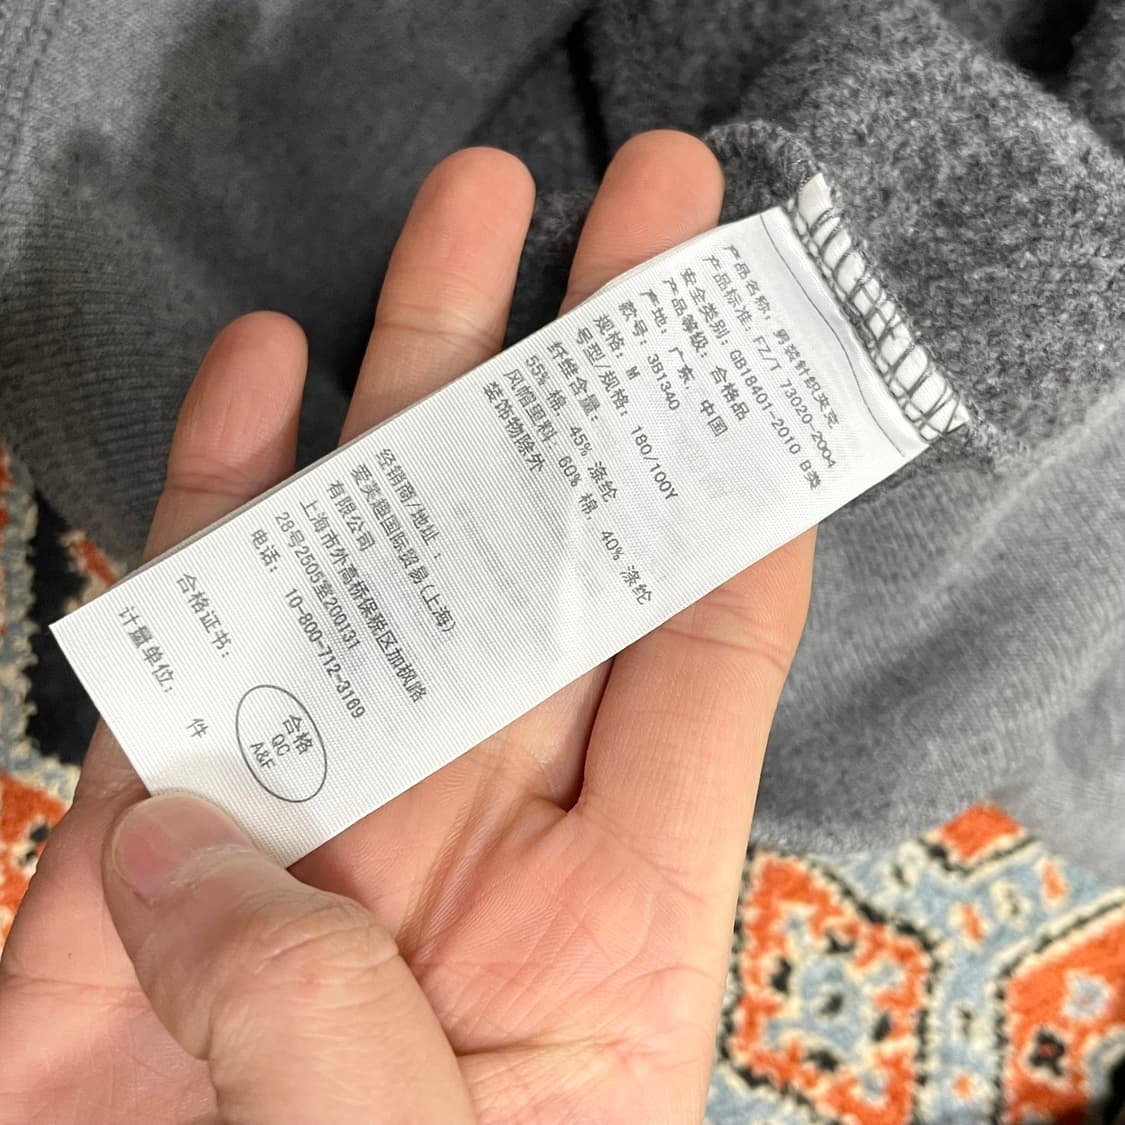 产品名称: 男装针织夹克
产品标准: FZ/T 73020-2004
安全类别: GB18401-2010 B类
产品等级: 合格品
产地: 广东, 中国
款号: 3B1340
规格: M
号型/规格: 180/100Y
纤维含量:
55% 棉, 45% 涤纶
风帽里料, 60% 棉, 40% 涤纶
装饰物除外
经销商/地址 :
爱芙趣国际贸易(上海)
有限公司
上海市外高桥保税区加枫路
28号2505室200131
电话: 10-800-712-3169
合格证书:
合格
QC
A&F
计量单位: 件